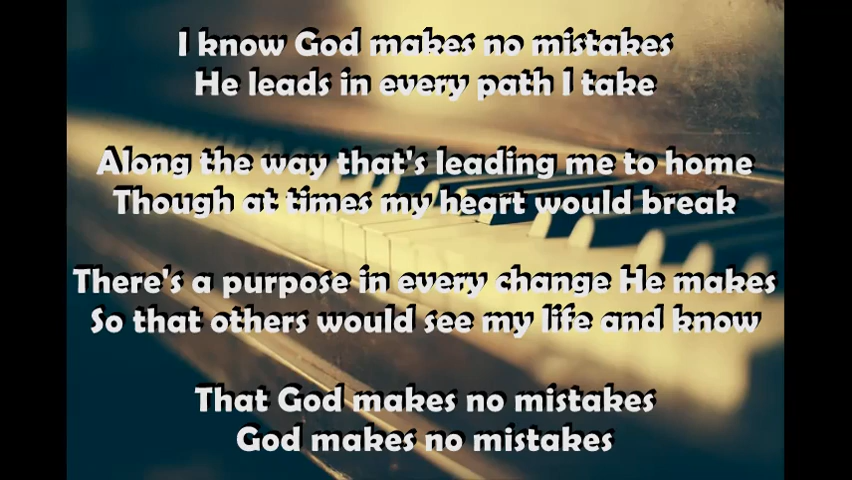 I know God makes no mistakes
He leads in every path I take
Along the way that's leading me to home
Though at times my heart would break
There's a purpose in every change He makes
So that others would see my life and know
That God makes no mistakes
God makes no mistakes